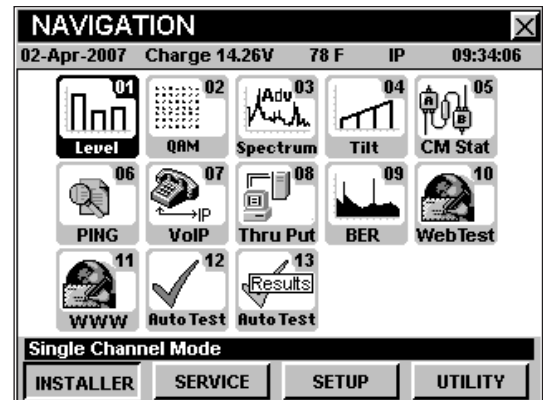 NAVIGATION X
02-Apr-2007 Charge 14.26V 78 F IP 09:34:06
01 02 Adv 03 04 A B 05
Level QAM Spectrum Tilt CM Stat
06 07 IP 08 09 10
PING VoIP Thru Put BER WebTest
11 12 Results 13
WWW Auto Test Auto Test
Single Channel Mode
INSTALLER SERVICE SETUP UTILITY